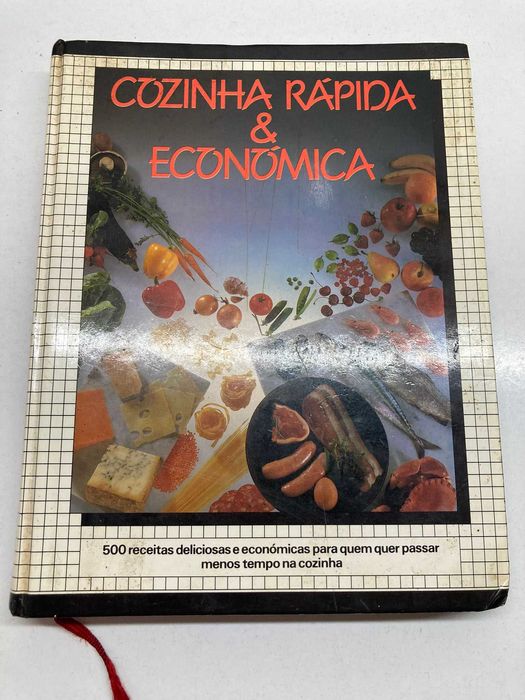 COZINHA RÁPIDA
&
ECONÓMICA
500 receitas deliciosas e económicas para quem quer passar
menos tempo na cozinha